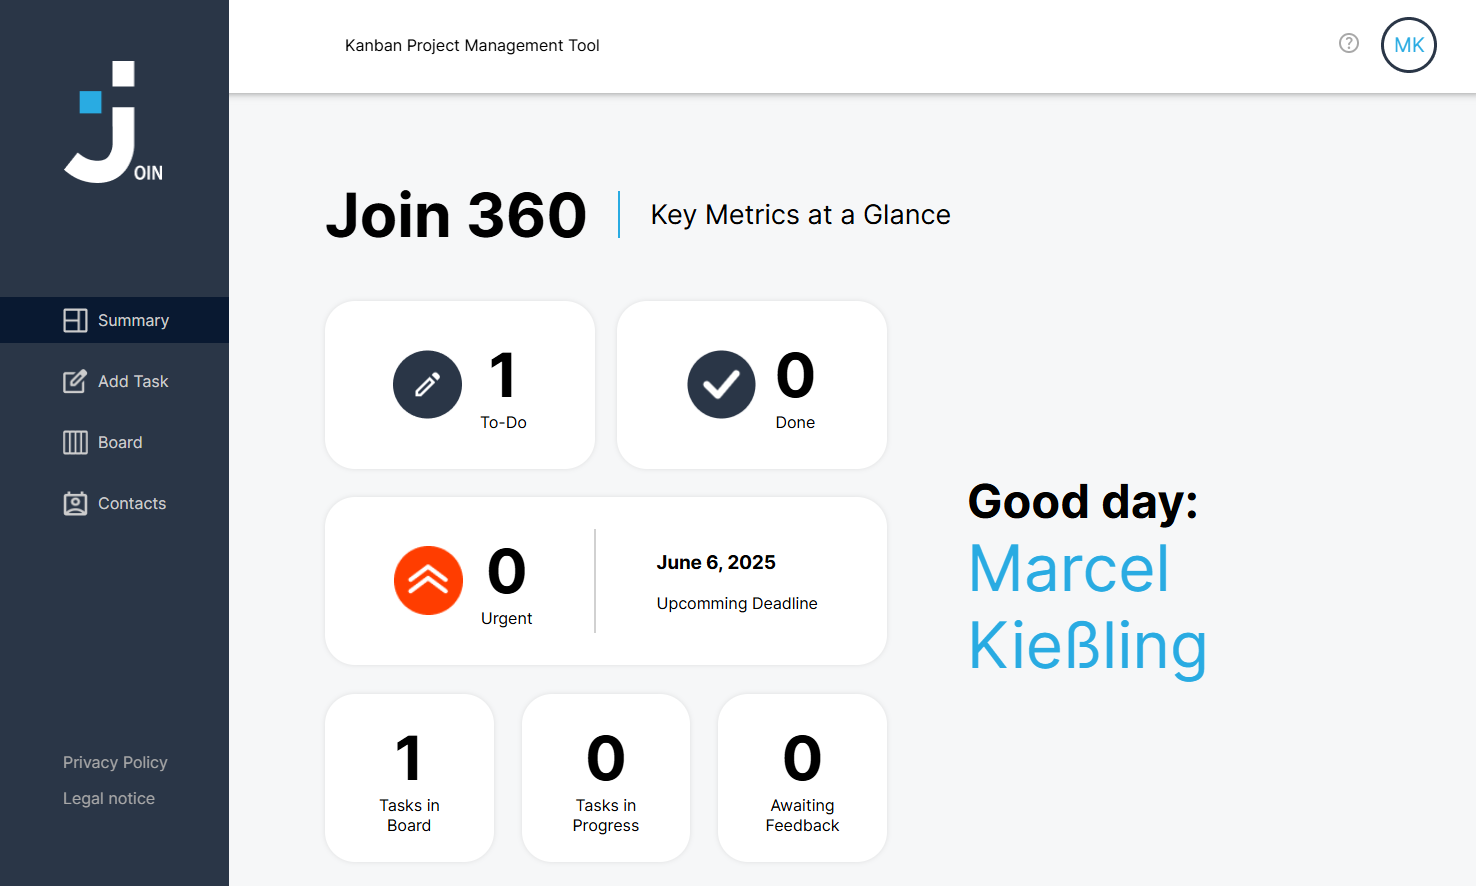 OIN
Summary
Add Task
Board
Contacts
Privacy Policy
Legal notice
Kanban Project Management Tool
?
MK
Join 360
Key Metrics at a Glance
1
To-Do
0
Done
0
Urgent
June 6, 2025
Upcomming Deadline
1
Tasks in
Board
0
Tasks in
Progress
0
Awaiting
Feedback
Good day:
Marcel
Kießling